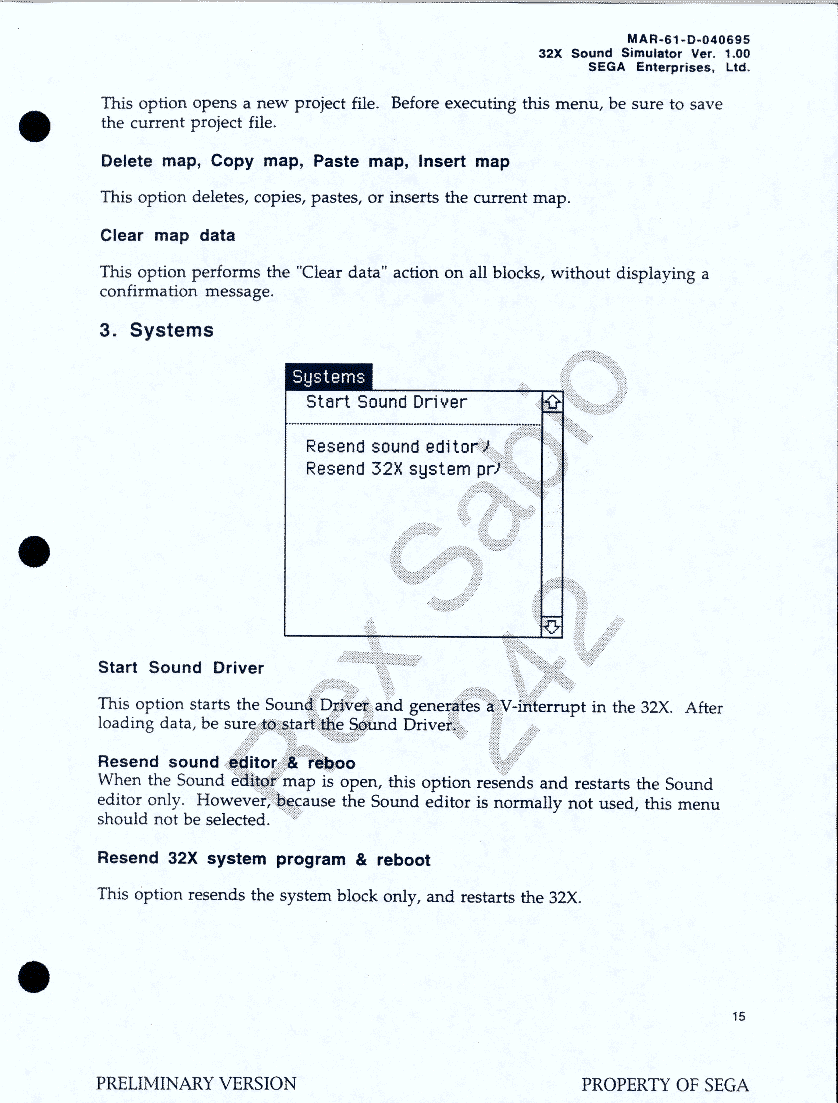 MAR-61-D-040695
32X Sound Simulator Ver. 1.00
SEGA Enterprises, Ltd.
This option opens a new project file. Before executing this menu, be sure to save
the current project file.
Delete map, Copy map, Paste map, Insert map
This option deletes, copies, pastes, or inserts the current map.
Clear map data
This option performs the "Clear data" action on all blocks, without displaying a
confirmation message.
3. Systems
Systems
Start Sound Driver
Resend sound editor
Resend 32X system pr
Rex Sabio
242
Start Sound Driver
This option starts the Sound Driver and generates a V-interrupt in the 32X. After
loading data, be sure to start the Sound Driver.
Resend sound editor & reboo
When the Sound editor map is open, this option resends and restarts the Sound
editor only. However, because the Sound editor is normally not used, this menu
should not be selected.
Resend 32X system program & reboot
This option resends the system block only, and restarts the 32X.
15
PRELIMINARY VERSION PROPERTY OF SEGA